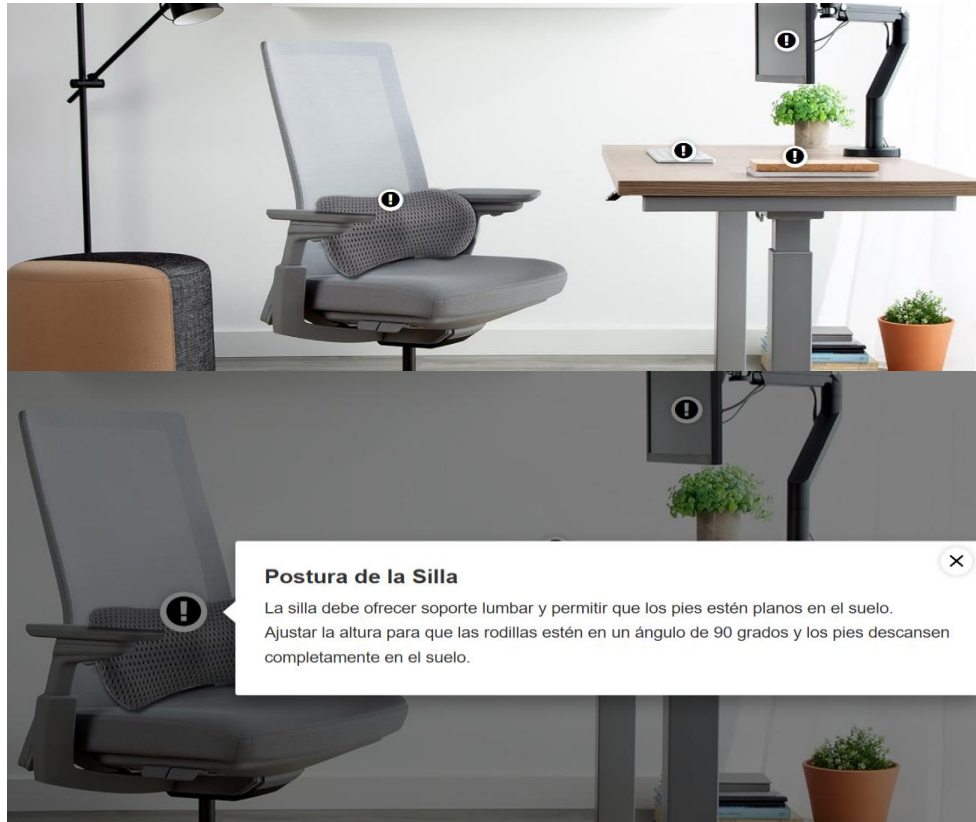 Postura de la Silla
La silla debe ofrecer soporte lumbar y permitir que los pies estén planos en el suelo.
Ajustar la altura para que las rodillas estén en un ángulo de 90 grados y los pies descansen
completamente en el suelo.